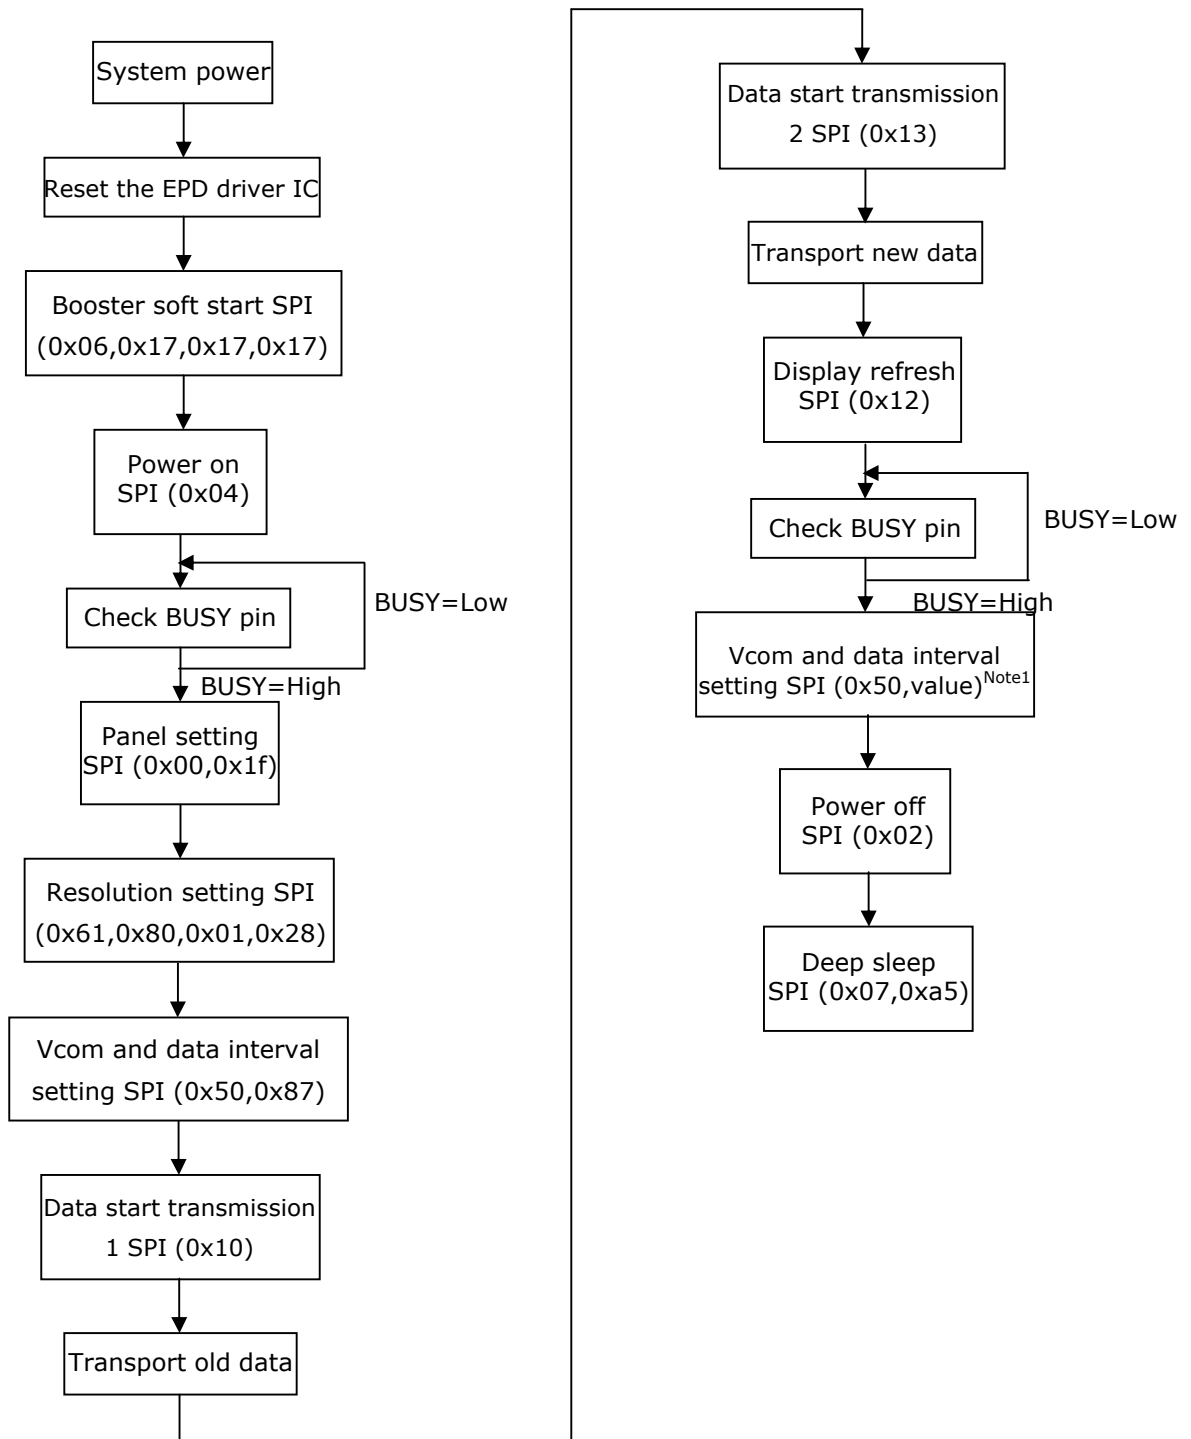 System power
Reset the EPD driver IC
Booster soft start SPI
(0x06,0x17,0x17,0x17)
Power on
SPI (0x04)
Check BUSY pin
BUSY=Low
BUSY=High
Panel setting
SPI (0x00,0x1f)
Resolution setting SPI
(0x61,0x80,0x01,0x28)
Vcom and data interval
setting SPI (0x50,0x87)
Data start transmission
1 SPI (0x10)
Transport old data
Data start transmission
2 SPI (0x13)
Transport new data
Display refresh
SPI (0x12)
Check BUSY pin
BUSY=Low
BUSY=High
Vcom and data interval
setting SPI (0x50,value)Note1
Power off
SPI (0x02)
Deep sleep
SPI (0x07,0xa5)